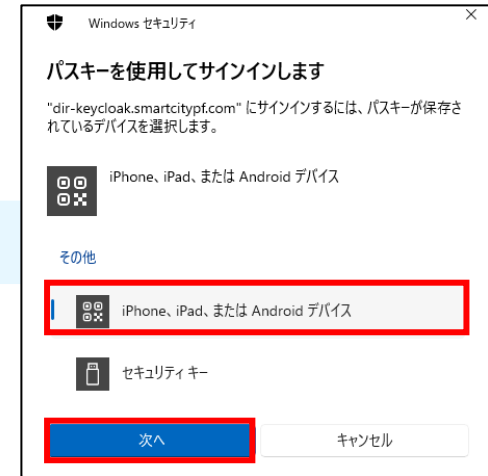 Windows セキュリティ
パスキーを使用してサインインします
"dir-keycloak.smartcitypf.com" にサインインするには、パスキーが保存さ
れているデバイスを選択します。
iPhone、iPad、または Android デバイス
その他
iPhone、iPad、または Android デバイス
セキュリティ キー
次へ
キャンセル